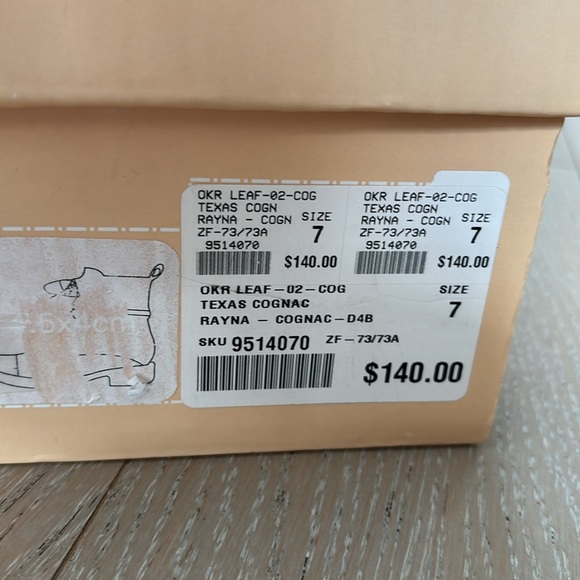 OKR LEAF-02-COG
TEXAS COGN
RAYNA - COGN SIZE
ZF-73/73A 7
9514070
$140.00
OKR LEAF-02-COG
TEXAS COGN
RAYNA - COGN SIZE
ZF-73/73A 7
9514070
$140.00
OKR LEAF-02-COG SIZE
TEXAS COGNAC 7
RAYNA - COGNAC-D4B
SKU 9514070 ZF-73/73A
$140.00